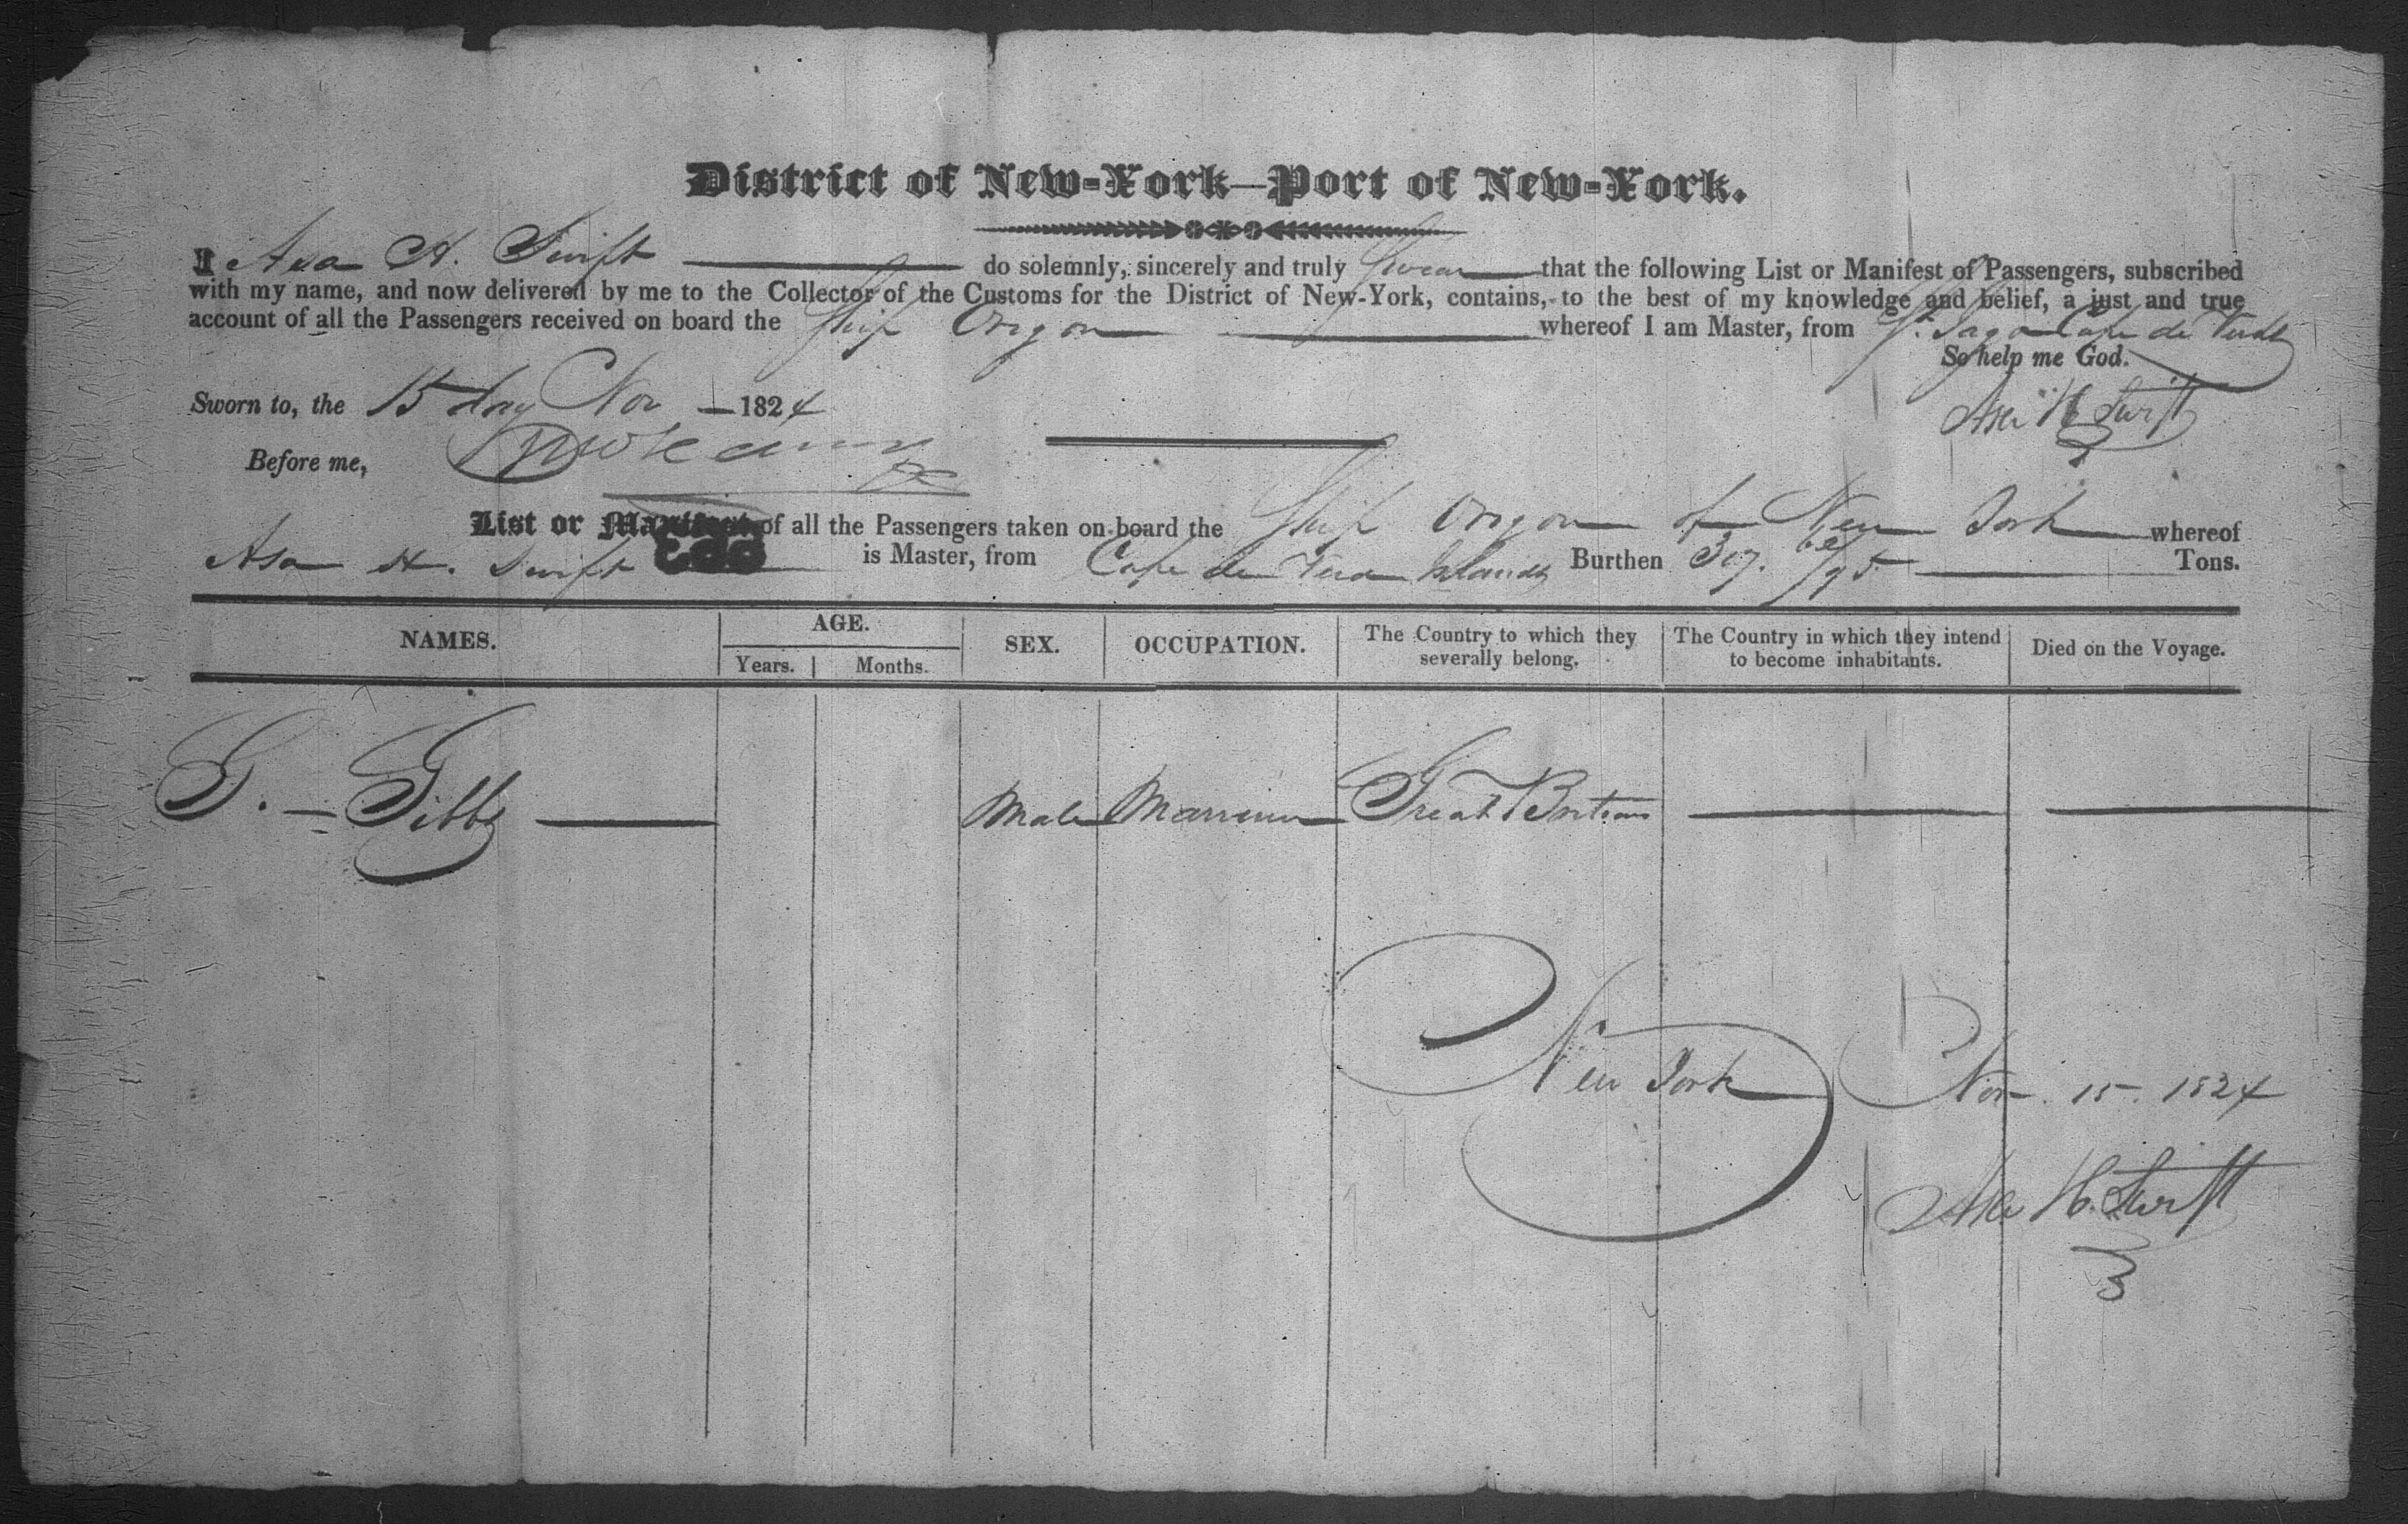 District of New-York—Port of New-York.
I Asa H. Swift do solemnly, sincerely and truly Swear that the following List or Manifest of Passengers, subscribed
with my name, and now delivered by me to the Collector of the Customs for the District of New-York, contains, to the best of my knowledge and belief, a just and true
account of all the Passengers received on board the Ship Oregon whereof I am Master, from St. Jago Cape de Verde
So help me God.
Sworn to, the 15 day Nov 1824
Asa H Swift
Before me,
List or Manifest of all the Passengers taken on board the Ship Oregon of New York whereof
Asa H. Swift is Master, from Cape de Verd Islands Burthen Tons.
NAMES. AGE. SEX. OCCUPATION. The Country to which they severally belong. The Country in which they intend to become inhabitants. Died on the Voyage.
Years. Months.
G. Gibbs Male Marriner Great Britain
New York Nov. 15. 1824
Asa H. Swift